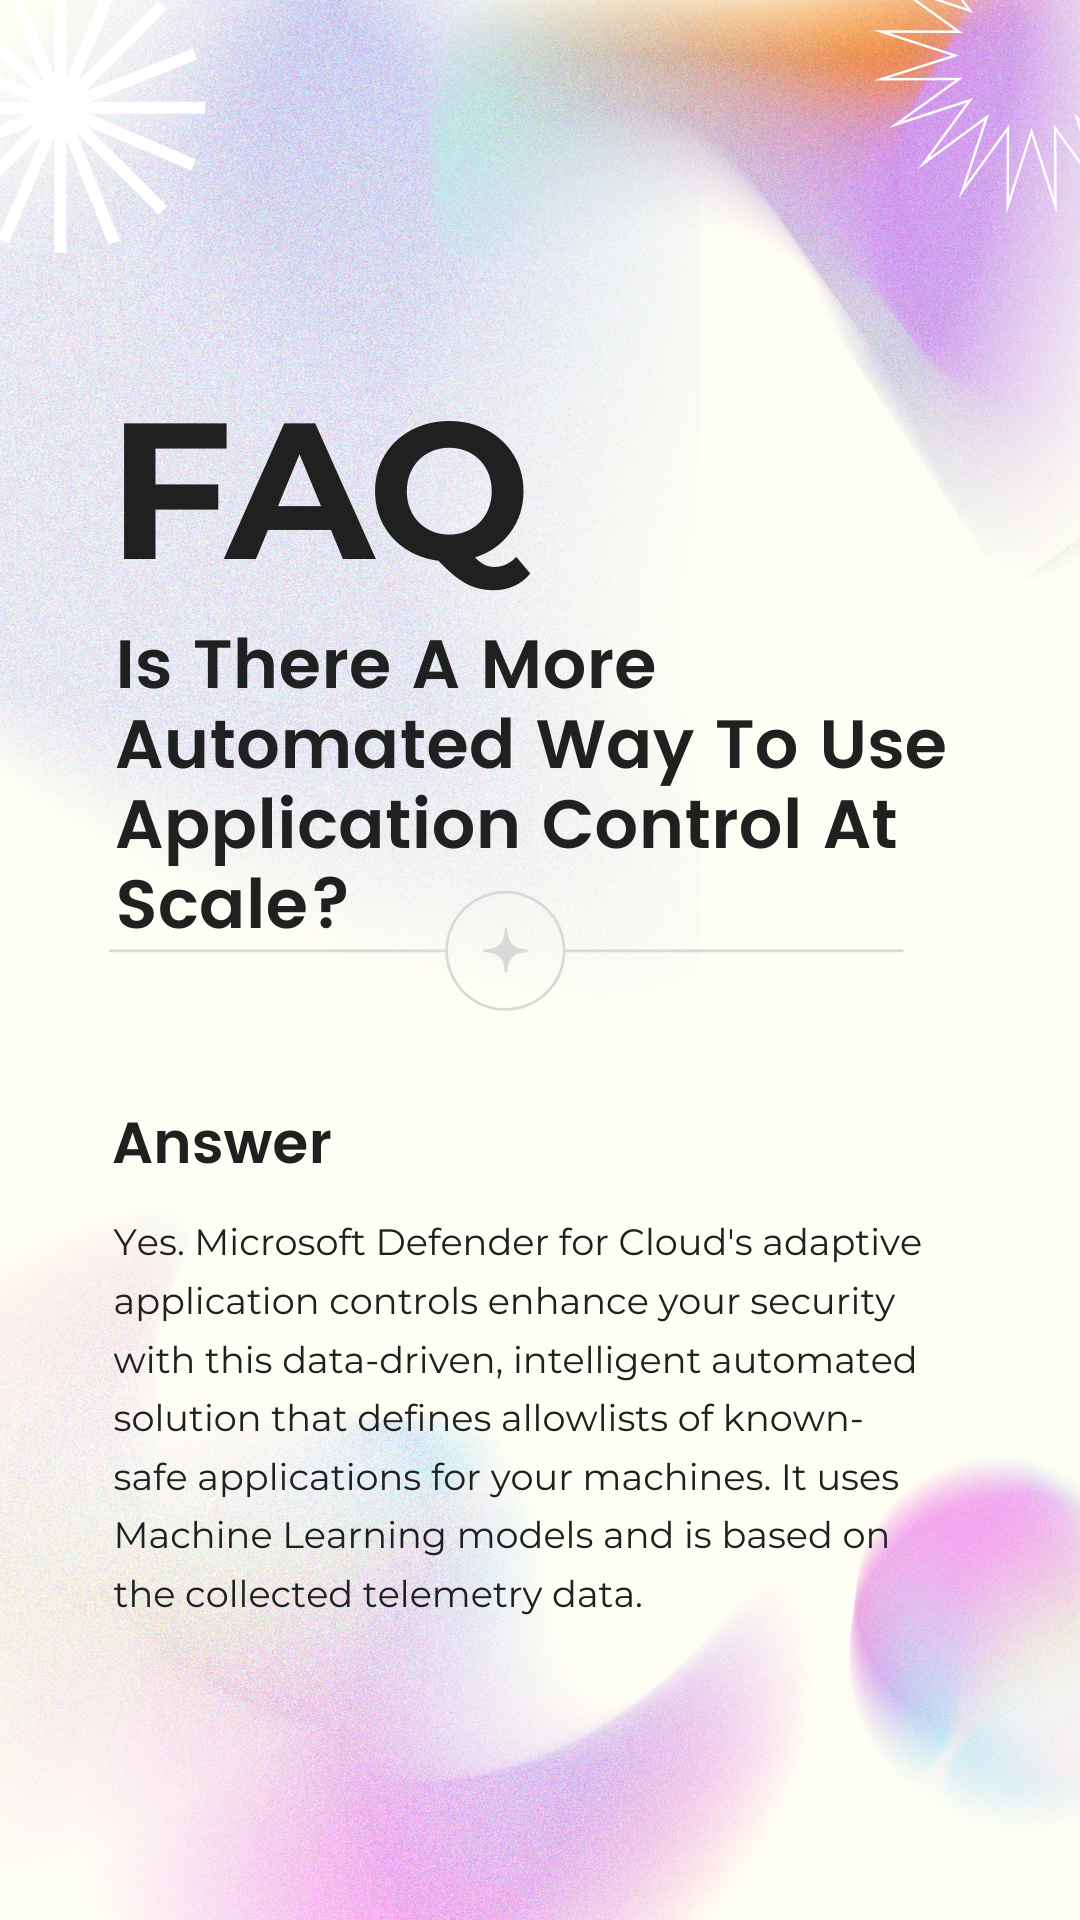 FAQ
Is There A More
Automated Way To Use
Application Control At
Scale?
Answer
Yes. Microsoft Defender for Cloud's adaptive
application controls enhance your security
with this data-driven, intelligent automated
solution that defines allowlists of known-
safe applications for your machines. It uses
Machine Learning models and is based on
the collected telemetry data.